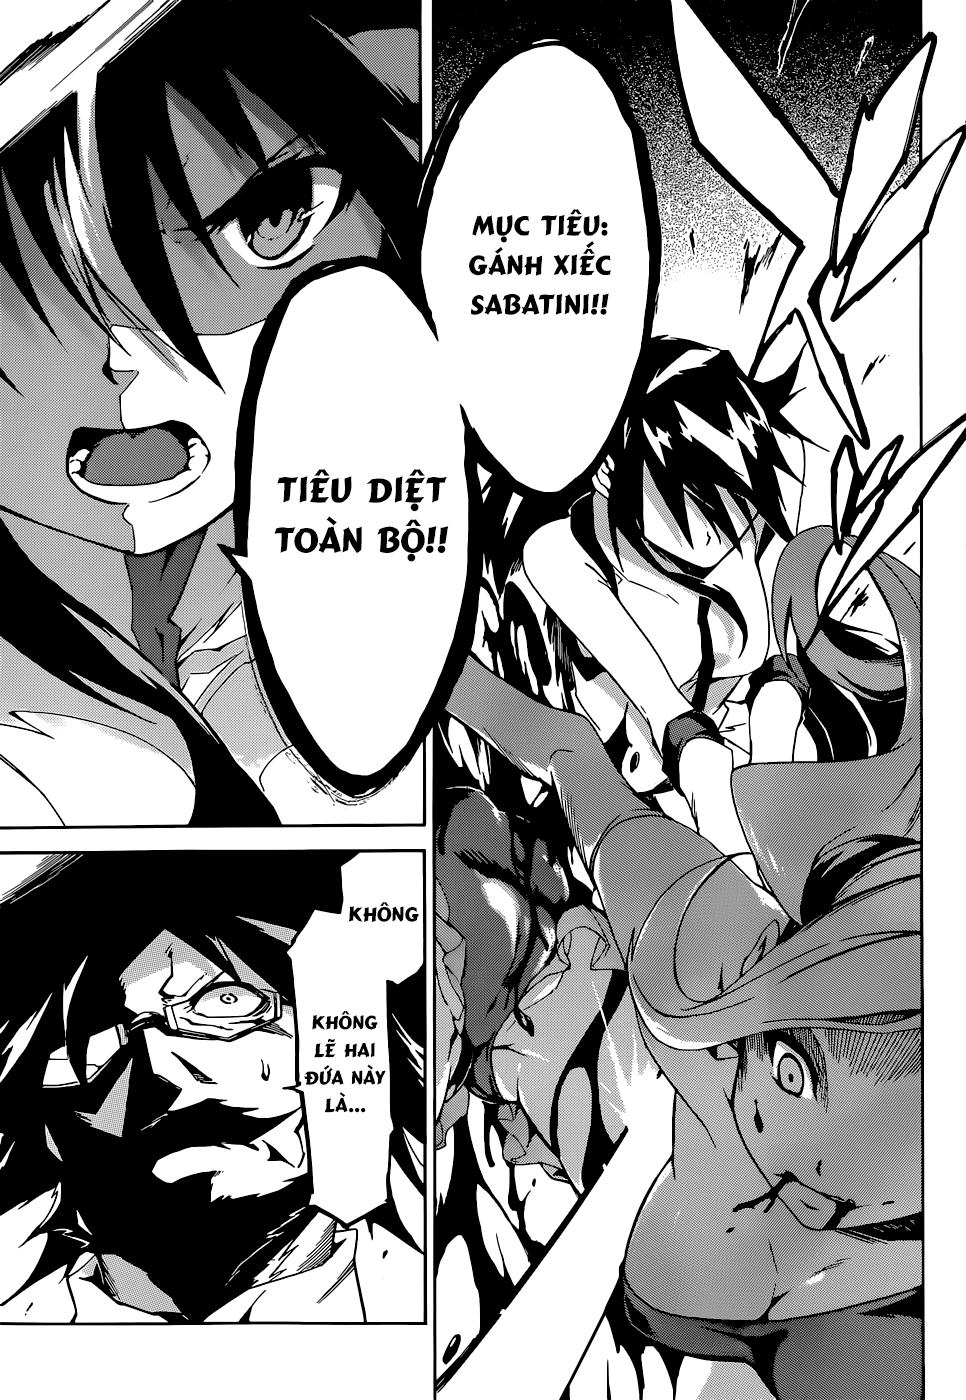 MỤC TIÊU:
GÁNH XIẾC
SABATINI!!
TIÊU DIỆT
TOÀN BỘ!!
KHÔNG
KHÔNG
LẼ HAI
ĐỨA NÀY
LÀ...